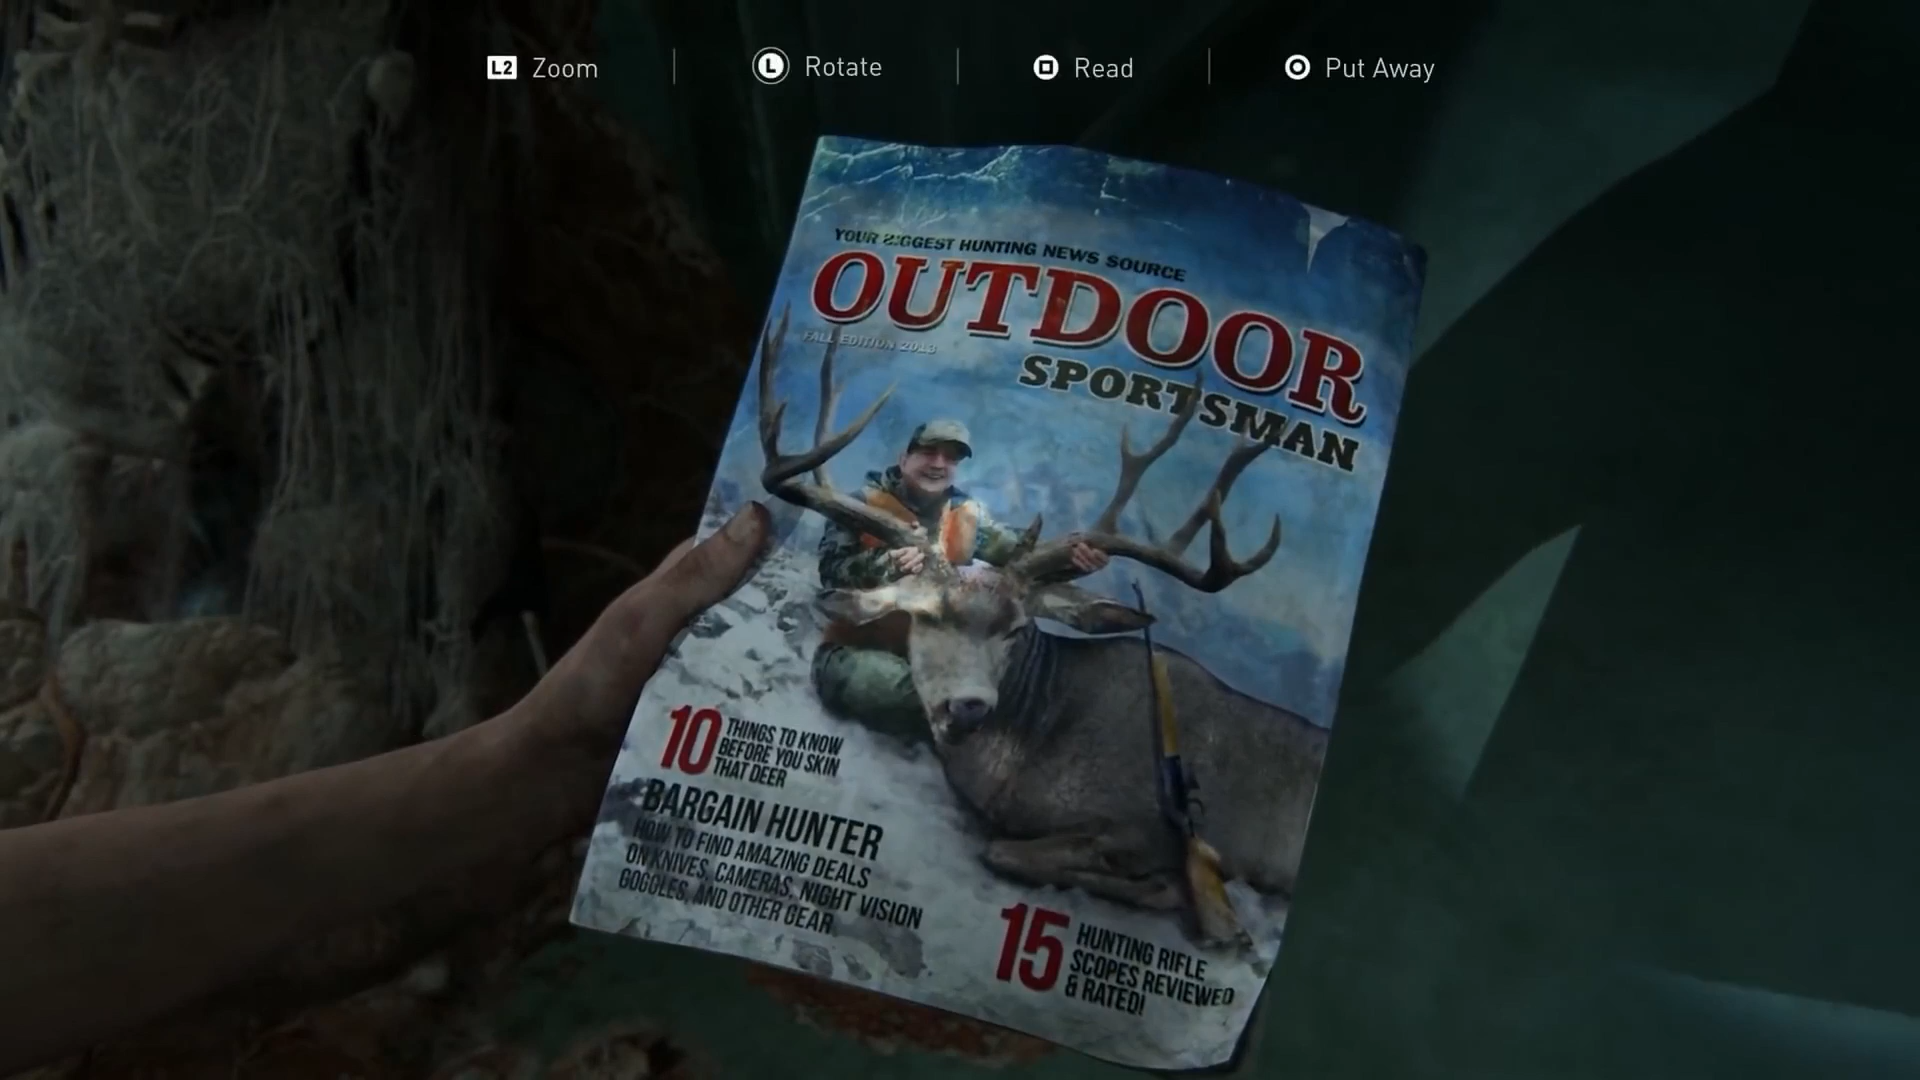 L2 Zoom
L Rotate
Read
Put Away
YOUR BIGGEST HUNTING NEWS SOURCE
OUTDOOR
FALL EDITION 2013
SPORTSMAN
10 THINGS TO KNOW
BEFORE YOU SKIN
THAT DEER
BARGAIN HUNTER
HOW TO FIND AMAZING DEALS
ON KNIVES, CAMERAS, NIGHT VISION
GOGGLES, AND OTHER GEAR
15 HUNTING RIFLE
SCOPES REVIEWED
& RATED!